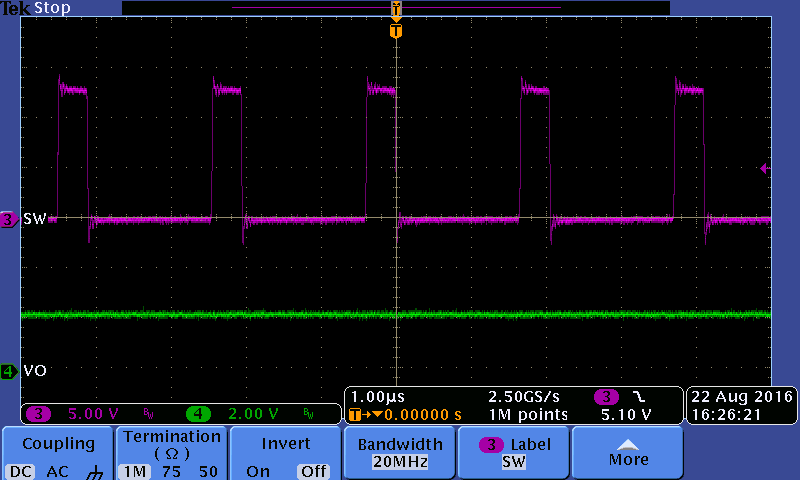 Tek Stop
T
T
3 SW
4 VO
3 5.00 V BW 4 2.00 V BW
1.00µs 2.50GS/s 3
T→▼0.00000 s 1M points 5.10 V
22 Aug 2016
16:26:21
Coupling
DC AC
Termination
(Ω)
1M 75 50
Invert
On Off
Bandwidth
20MHz
3 Label
SW
More